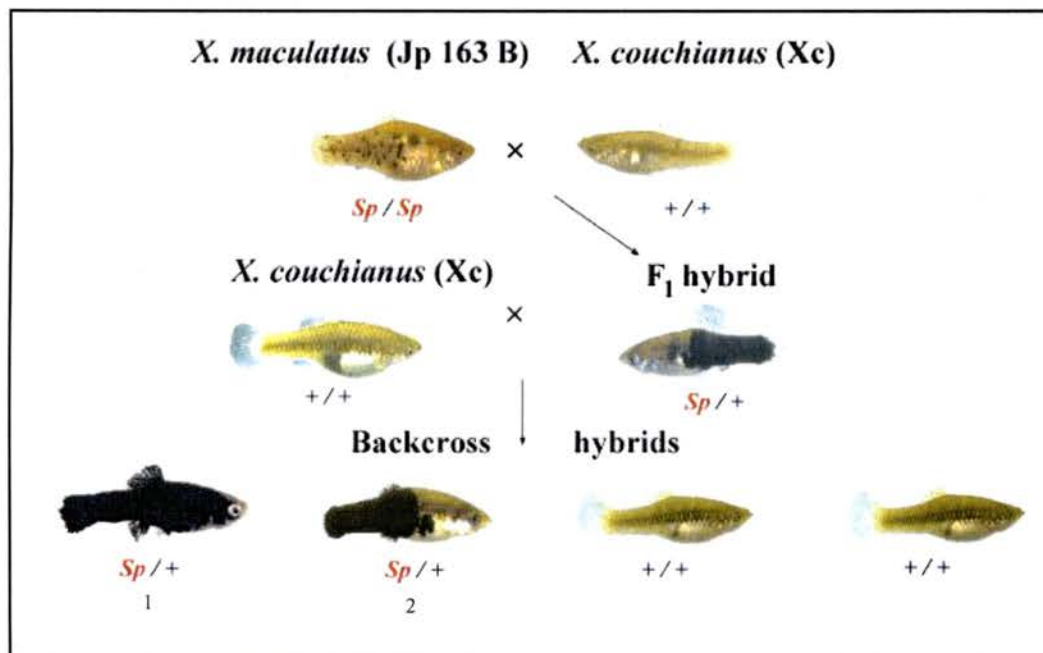 X. maculatus (Jp 163 B) X. couchianus (Xc)
×
Sp / Sp +/+
X. couchianus (Xc) F1 hybrid
×
+/+ Sp /+
Backcross hybrids
Sp /+ Sp /+ +/+ +/+
1 2